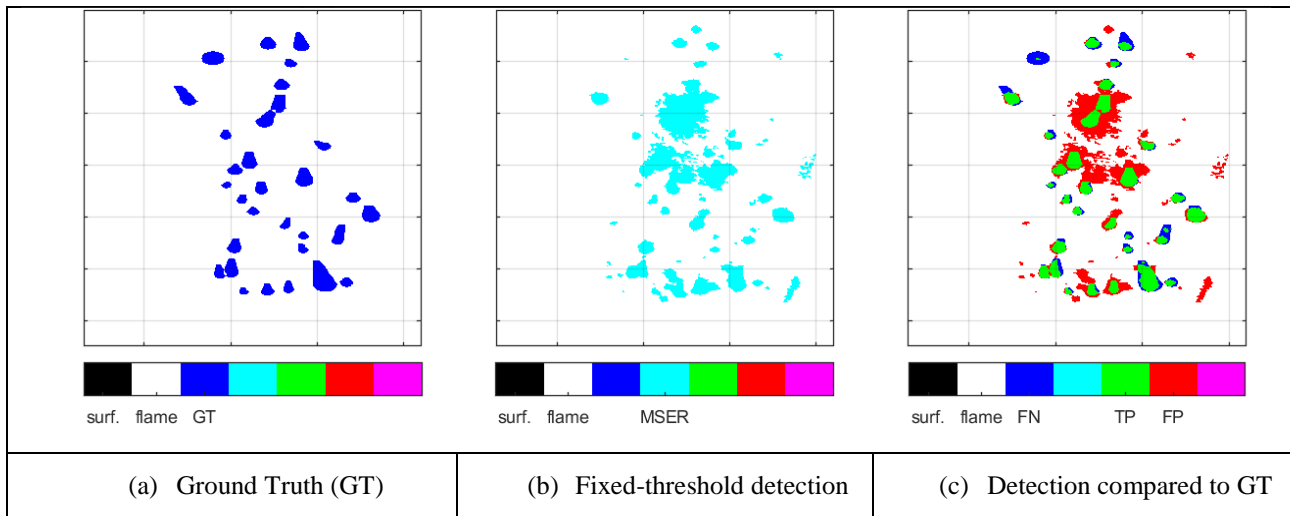 surf. flame GT
surf. flame MSER
surf. flame FN TP FP
(a) Ground Truth (GT)
(b) Fixed-threshold detection
(c) Detection compared to GT